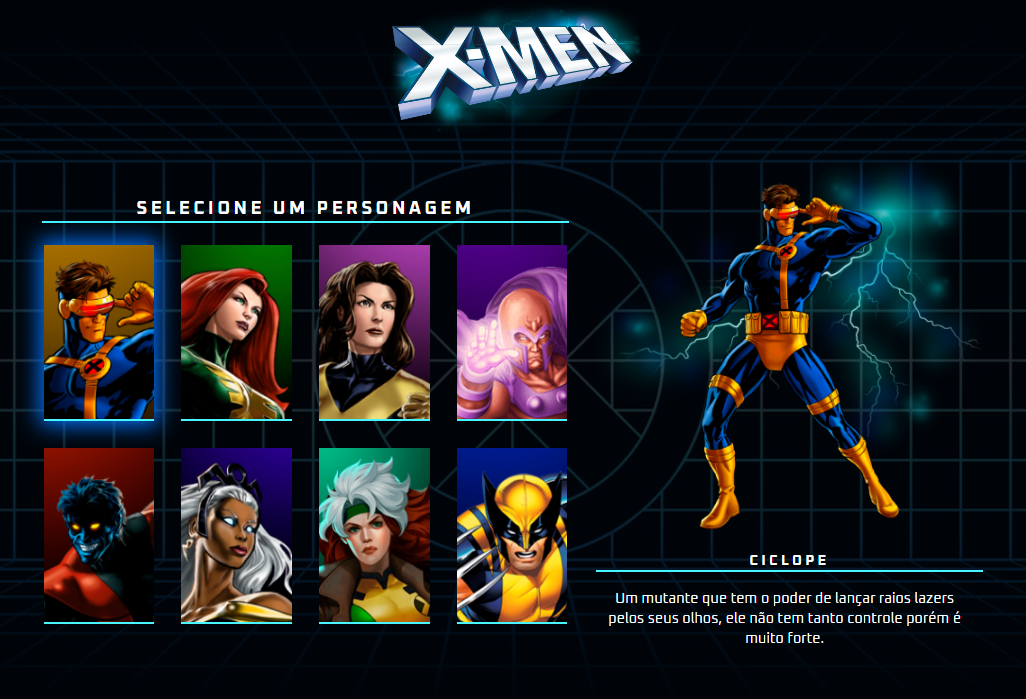 X-MEN
SELECIONE UM PERSONAGEM
CICLOPE
Um mutante que tem o poder de lançar raios lazers
pelos seus olhos, ele não tem tanto controle porém é
muito forte.